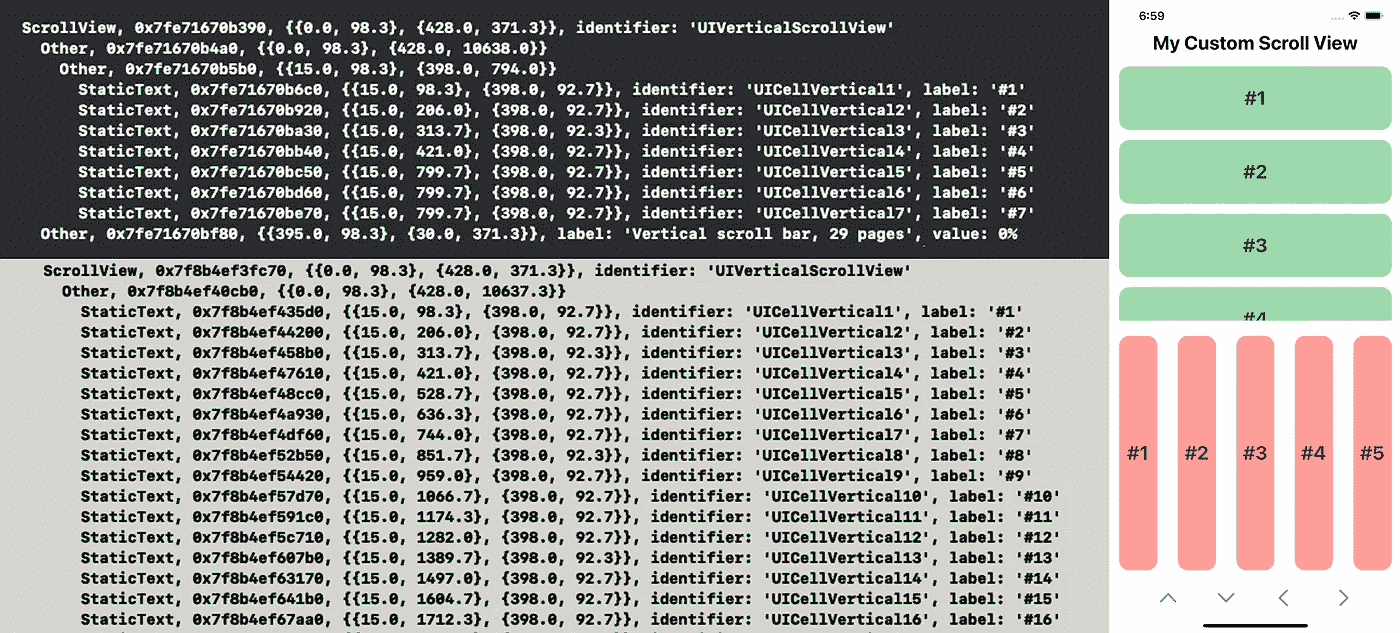 ScrollView, 0x7fe71670b390, {{0.0, 98.3}, {428.0, 371.3}}, identifier: 'UIVerticalScrollView'
Other, 0x7fe71670b4a0, {{0.0, 98.3}, {428.0, 10638.0}}
Other, 0x7fe71670b5b0, {{15.0, 98.3}, {398.0, 794.0}}
StaticText, 0x7fe71670b6c0, {{15.0, 98.3}, {398.0, 92.7}}, identifier: 'UICellVertical1', label: '#1'
StaticText, 0x7fe71670b920, {{15.0, 206.0}, {398.0, 92.7}}, identifier: 'UICellVertical2', label: '#2'
StaticText, 0x7fe71670ba30, {{15.0, 313.7}, {398.0, 92.3}}, identifier: 'UICellVertical3', label: '#3'
StaticText, 0x7fe71670bb40, {{15.0, 421.0}, {398.0, 92.7}}, identifier: 'UICellVertical4', label: '#4'
StaticText, 0x7fe71670bc50, {{15.0, 799.7}, {398.0, 92.7}}, identifier: 'UICellVertical5', label: '#5'
StaticText, 0x7fe71670bd60, {{15.0, 799.7}, {398.0, 92.7}}, identifier: 'UICellVertical6', label: '#6'
StaticText, 0x7fe71670be70, {{15.0, 799.7}, {398.0, 92.7}}, identifier: 'UICellVertical7', label: '#7'
Other, 0x7fe71670bf80, {{395.0, 98.3}, {30.0, 371.3}}, label: 'Vertical scroll bar, 29 pages', value: 0%
ScrollView, 0x7f8b4ef3fc70, {{0.0, 98.3}, {428.0, 371.3}}, identifier: 'UIVerticalScrollView'
Other, 0x7f8b4ef40cb0, {{0.0, 98.3}, {428.0, 10637.3}}
StaticText, 0x7f8b4ef435d0, {{15.0, 98.3}, {398.0, 92.7}}, identifier: 'UICellVertical1', label: '#1'
StaticText, 0x7f8b4ef44200, {{15.0, 206.0}, {398.0, 92.7}}, identifier: 'UICellVertical2', label: '#2'
StaticText, 0x7f8b4ef458b0, {{15.0, 313.7}, {398.0, 92.3}}, identifier: 'UICellVertical3', label: '#3'
StaticText, 0x7f8b4ef47610, {{15.0, 421.0}, {398.0, 92.7}}, identifier: 'UICellVertical4', label: '#4'
StaticText, 0x7f8b4ef48cc0, {{15.0, 528.7}, {398.0, 92.7}}, identifier: 'UICellVertical5', label: '#5'
StaticText, 0x7f8b4ef4a930, {{15.0, 636.3}, {398.0, 92.7}}, identifier: 'UICellVertical6', label: '#6'
StaticText, 0x7f8b4ef4df60, {{15.0, 744.0}, {398.0, 92.7}}, identifier: 'UICellVertical7', label: '#7'
StaticText, 0x7f8b4ef52b50, {{15.0, 851.7}, {398.0, 92.3}}, identifier: 'UICellVertical8', label: '#8'
StaticText, 0x7f8b4ef54420, {{15.0, 959.0}, {398.0, 92.7}}, identifier: 'UICellVertical9', label: '#9'
StaticText, 0x7f8b4ef57d70, {{15.0, 1066.7}, {398.0, 92.7}}, identifier: 'UICellVertical10', label: '#10'
StaticText, 0x7f8b4ef591c0, {{15.0, 1174.3}, {398.0, 92.7}}, identifier: 'UICellVertical11', label: '#11'
StaticText, 0x7f8b4ef5c710, {{15.0, 1282.0}, {398.0, 92.7}}, identifier: 'UICellVertical12', label: '#12'
StaticText, 0x7f8b4ef607b0, {{15.0, 1389.7}, {398.0, 92.3}}, identifier: 'UICellVertical13', label: '#13'
StaticText, 0x7f8b4ef63170, {{15.0, 1497.0}, {398.0, 92.7}}, identifier: 'UICellVertical14', label: '#14'
StaticText, 0x7f8b4ef641b0, {{15.0, 1604.7}, {398.0, 92.7}}, identifier: 'UICellVertical15', label: '#15'
StaticText, 0x7f8b4ef67aa0, {{15.0, 1712.3}, {398.0, 92.7}}, identifier: 'UICellVertical16', label: '#16'
6:59
My Custom Scroll View
#1
#2
#3
#4
#1 #2 #3 #4 #5